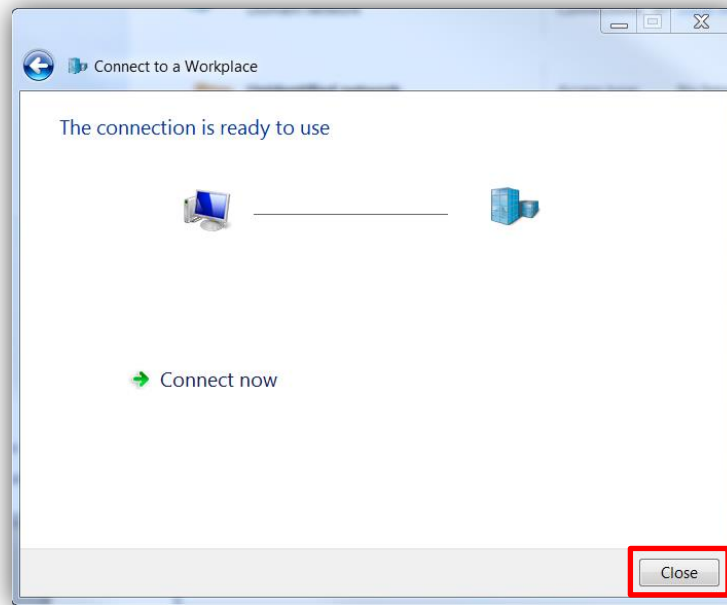 Connect to a Workplace
The connection is ready to use
Connect now
Close